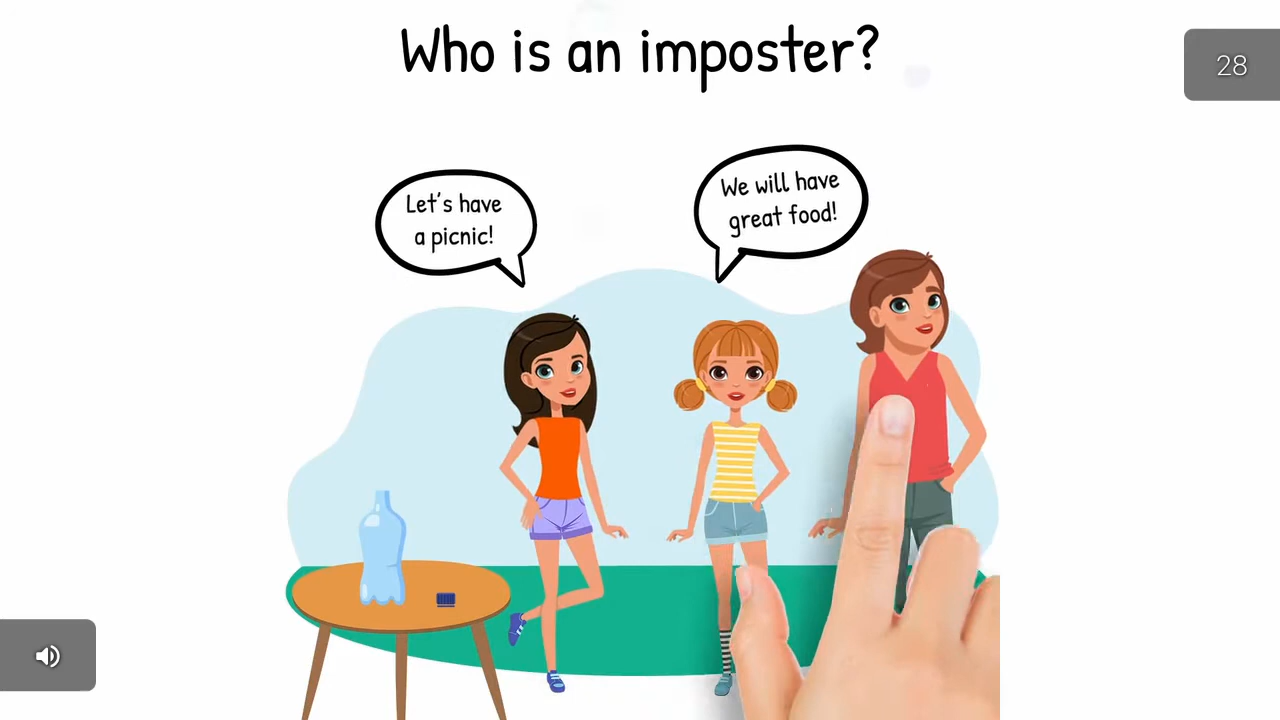 Who is an imposter?
28
Let's have
a picnic!
We will have
great food!